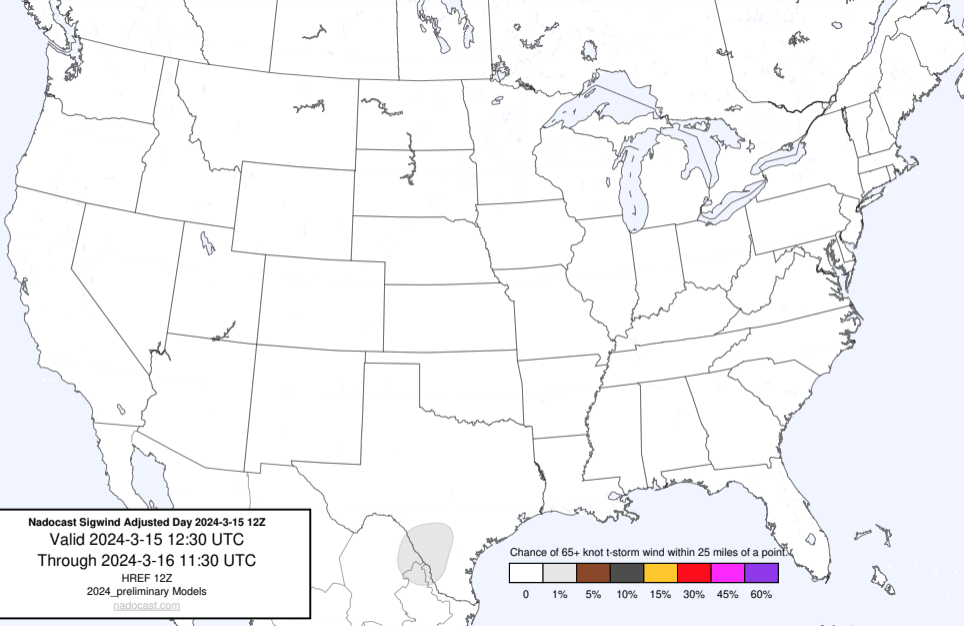 Nadocast Sigwind Adjusted Day 2024-3-15 12Z
Valid 2024-3-15 12:30 UTC
Through 2024-3-16 11:30 UTC
HREF 12Z
2024_preliminary Models
nadocast.com
Chance of 65+ knot t-storm wind within 25 miles of a point.
0 1% 5% 10% 15% 30% 45% 60%